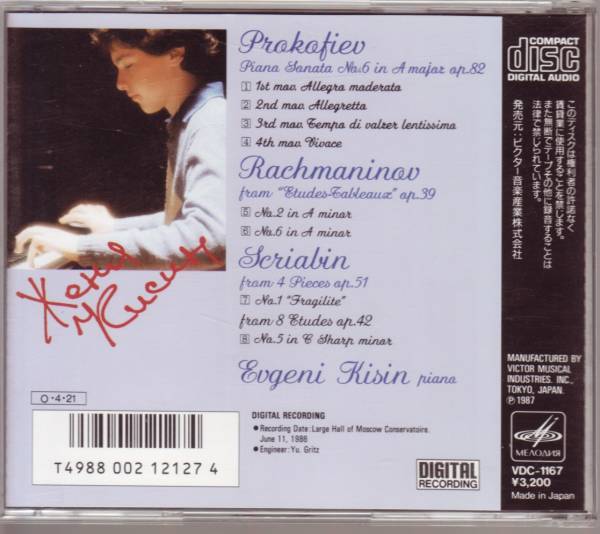 Prokofiev
Piana Sonata No.6 in A major op.82
1 1st mov. Allegro moderato
2 2nd mov. Allegretto
3 3rd mov. Tempo di valzer lentissima
4 4th mov. Vivace
Rachmaninov
from "Etudes-Tableaux" op.39
5 No.2 in A minor
6 No.6 in A minor
Scriabin
from 4 Pieces op.51
7 No.1 "Fragilite"
from 8 Etudes op.42
8 No.5 in C Sharp minor
Evgeni Kisin piano
Женя Кисин
O・4・21
T4988 002 12127 4
DIGITAL RECORDING
● Recording Date: Large Hall of Moscow Conservatoire.
June 11, 1986
● Engineer: Yu. Gritz
DIGITAL
RECORDING
COMPACT
disc
DIGITAL AUDIO
このディスクは権利者の許諾なく
賃貸業に使用することを禁じます。
また無断でテープその他に録音することは
法律で禁じられています。
発売元：ビクター音楽産業株式会社
MANUFACTURED BY
VICTOR MUSICAL
INDUSTRIES. INC.,
TOKYO, JAPAN.
Ⓟ 1987
МЕЛОДИЯ
VDC-1167
¥3,200
Made in Japan